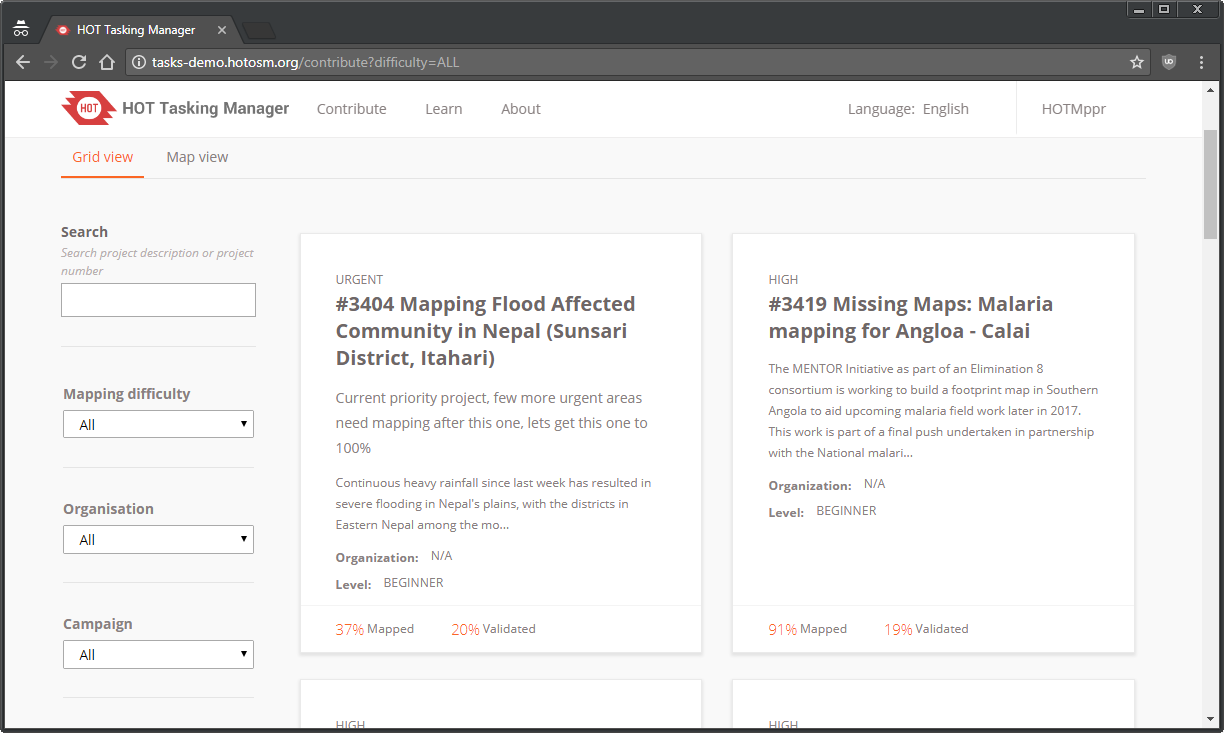 HOT Tasking Manager
tasks-demo.hotosm.org/contribute?difficulty=ALL
HOT
HOT Tasking Manager
Contribute
Learn
About
Language: English
HOTMppr
Grid view
Map view
Search
Search project description or project
number
Mapping difficulty
All
Organisation
All
Campaign
All
URGENT
#3404 Mapping Flood Affected
Community in Nepal (Sunsari
District, Itahari)
Current priority project, few more urgent areas
need mapping after this one, lets get this one to
100%
Continuous heavy rainfall since last week has resulted in
severe flooding in Nepal's plains, with the districts in
Eastern Nepal among the mo...
Organization: N/A
Level: BEGINNER
37% Mapped 20% Validated
HIGH
#3419 Missing Maps: Malaria
mapping for Angloa - Calai
The MENTOR Initiative as part of an Elimination 8
consortium is working to build a footprint map in Southern
Angola to aid upcoming malaria field work later in 2017.
This work is part of a final push undertaken in partnership
with the National malari...
Organization: N/A
Level: BEGINNER
91% Mapped 19% Validated
HIGH
HIGH